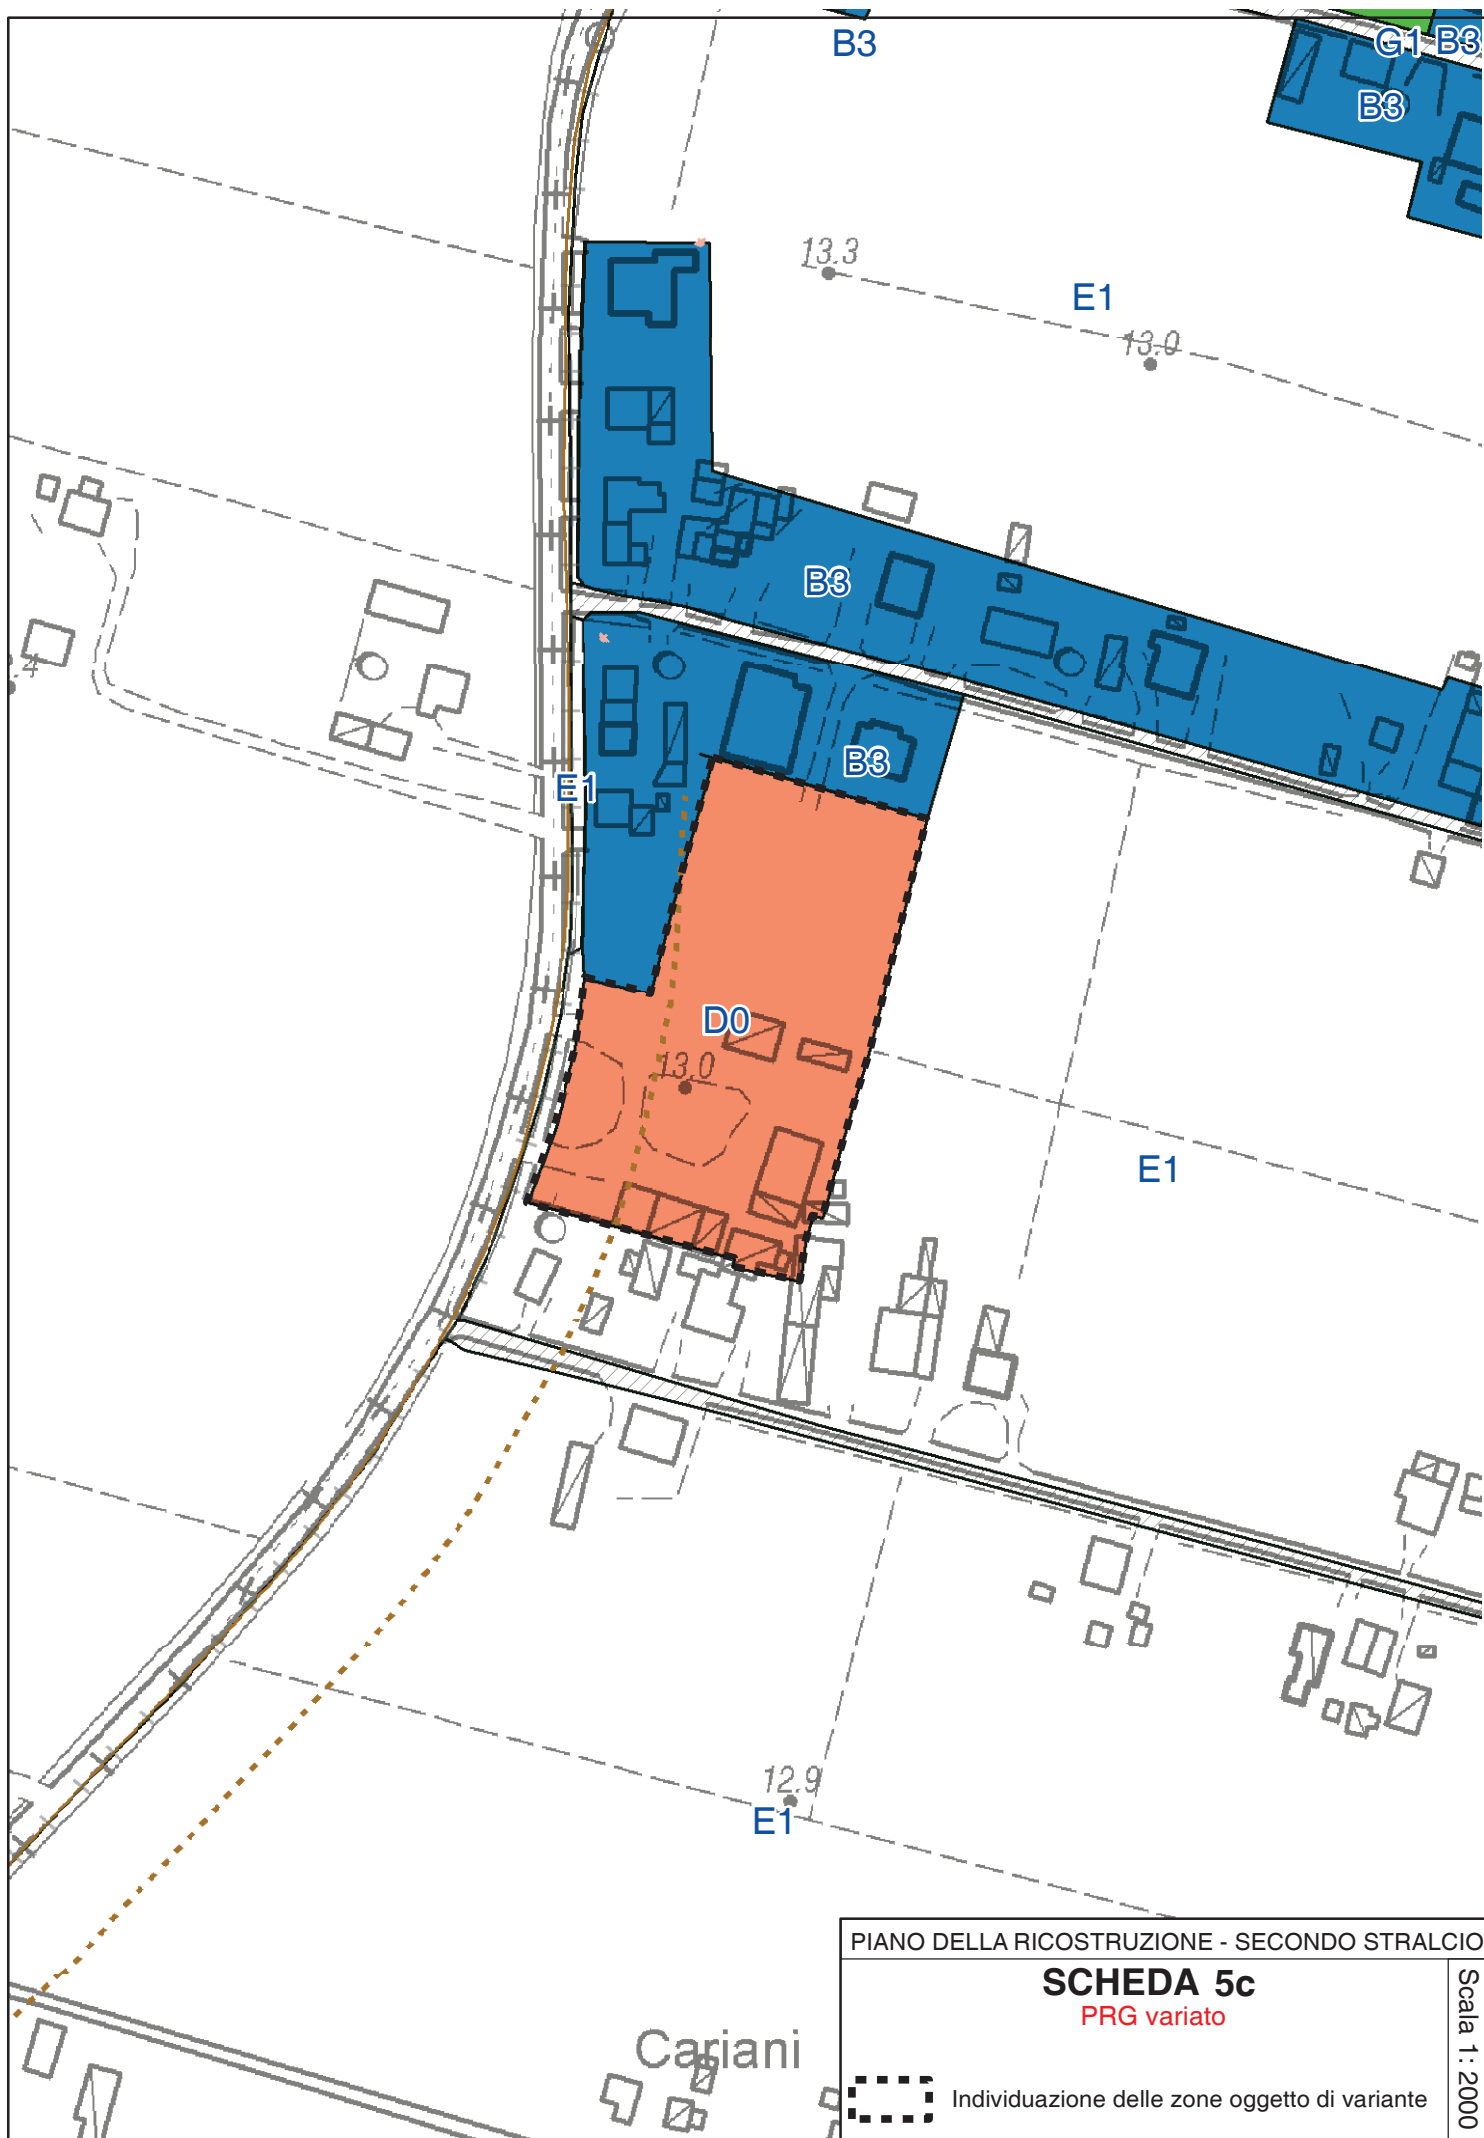 B3
G1
B3
B3
13.3
E1
13.0
B3
.4
B3
E1
D0
13.0
E1
12.9
E1
PIANO DELLA RICOSTRUZIONE - SECONDO STRALCIO
SCHEDA 5c
PRG variato
Scala 1: 2000
Cariani
Individuazione delle zone oggetto di variante